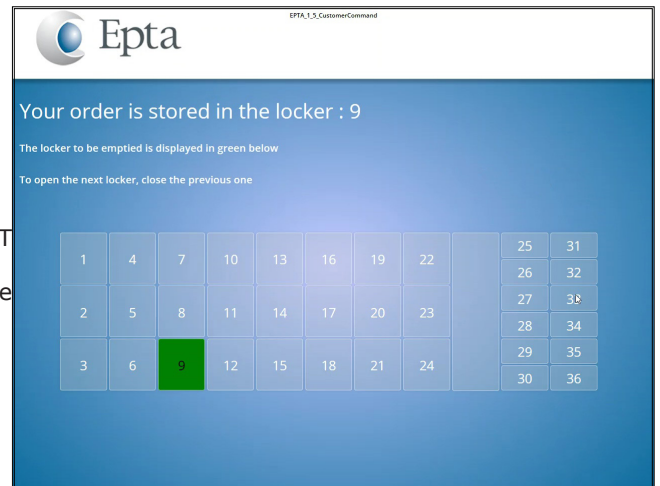 EPTA_1_5_CustomerCommand
Epta
Your order is stored in the locker : 9
The locker to be emptied is displayed in green below
To open the next locker, close the previous one
T
e
1 4 7 10 13 16 19 22 25 31
26 32
2 5 8 11 14 17 20 23 27 33
28 34
3 6 9 12 15 18 21 24 29 35
30 36